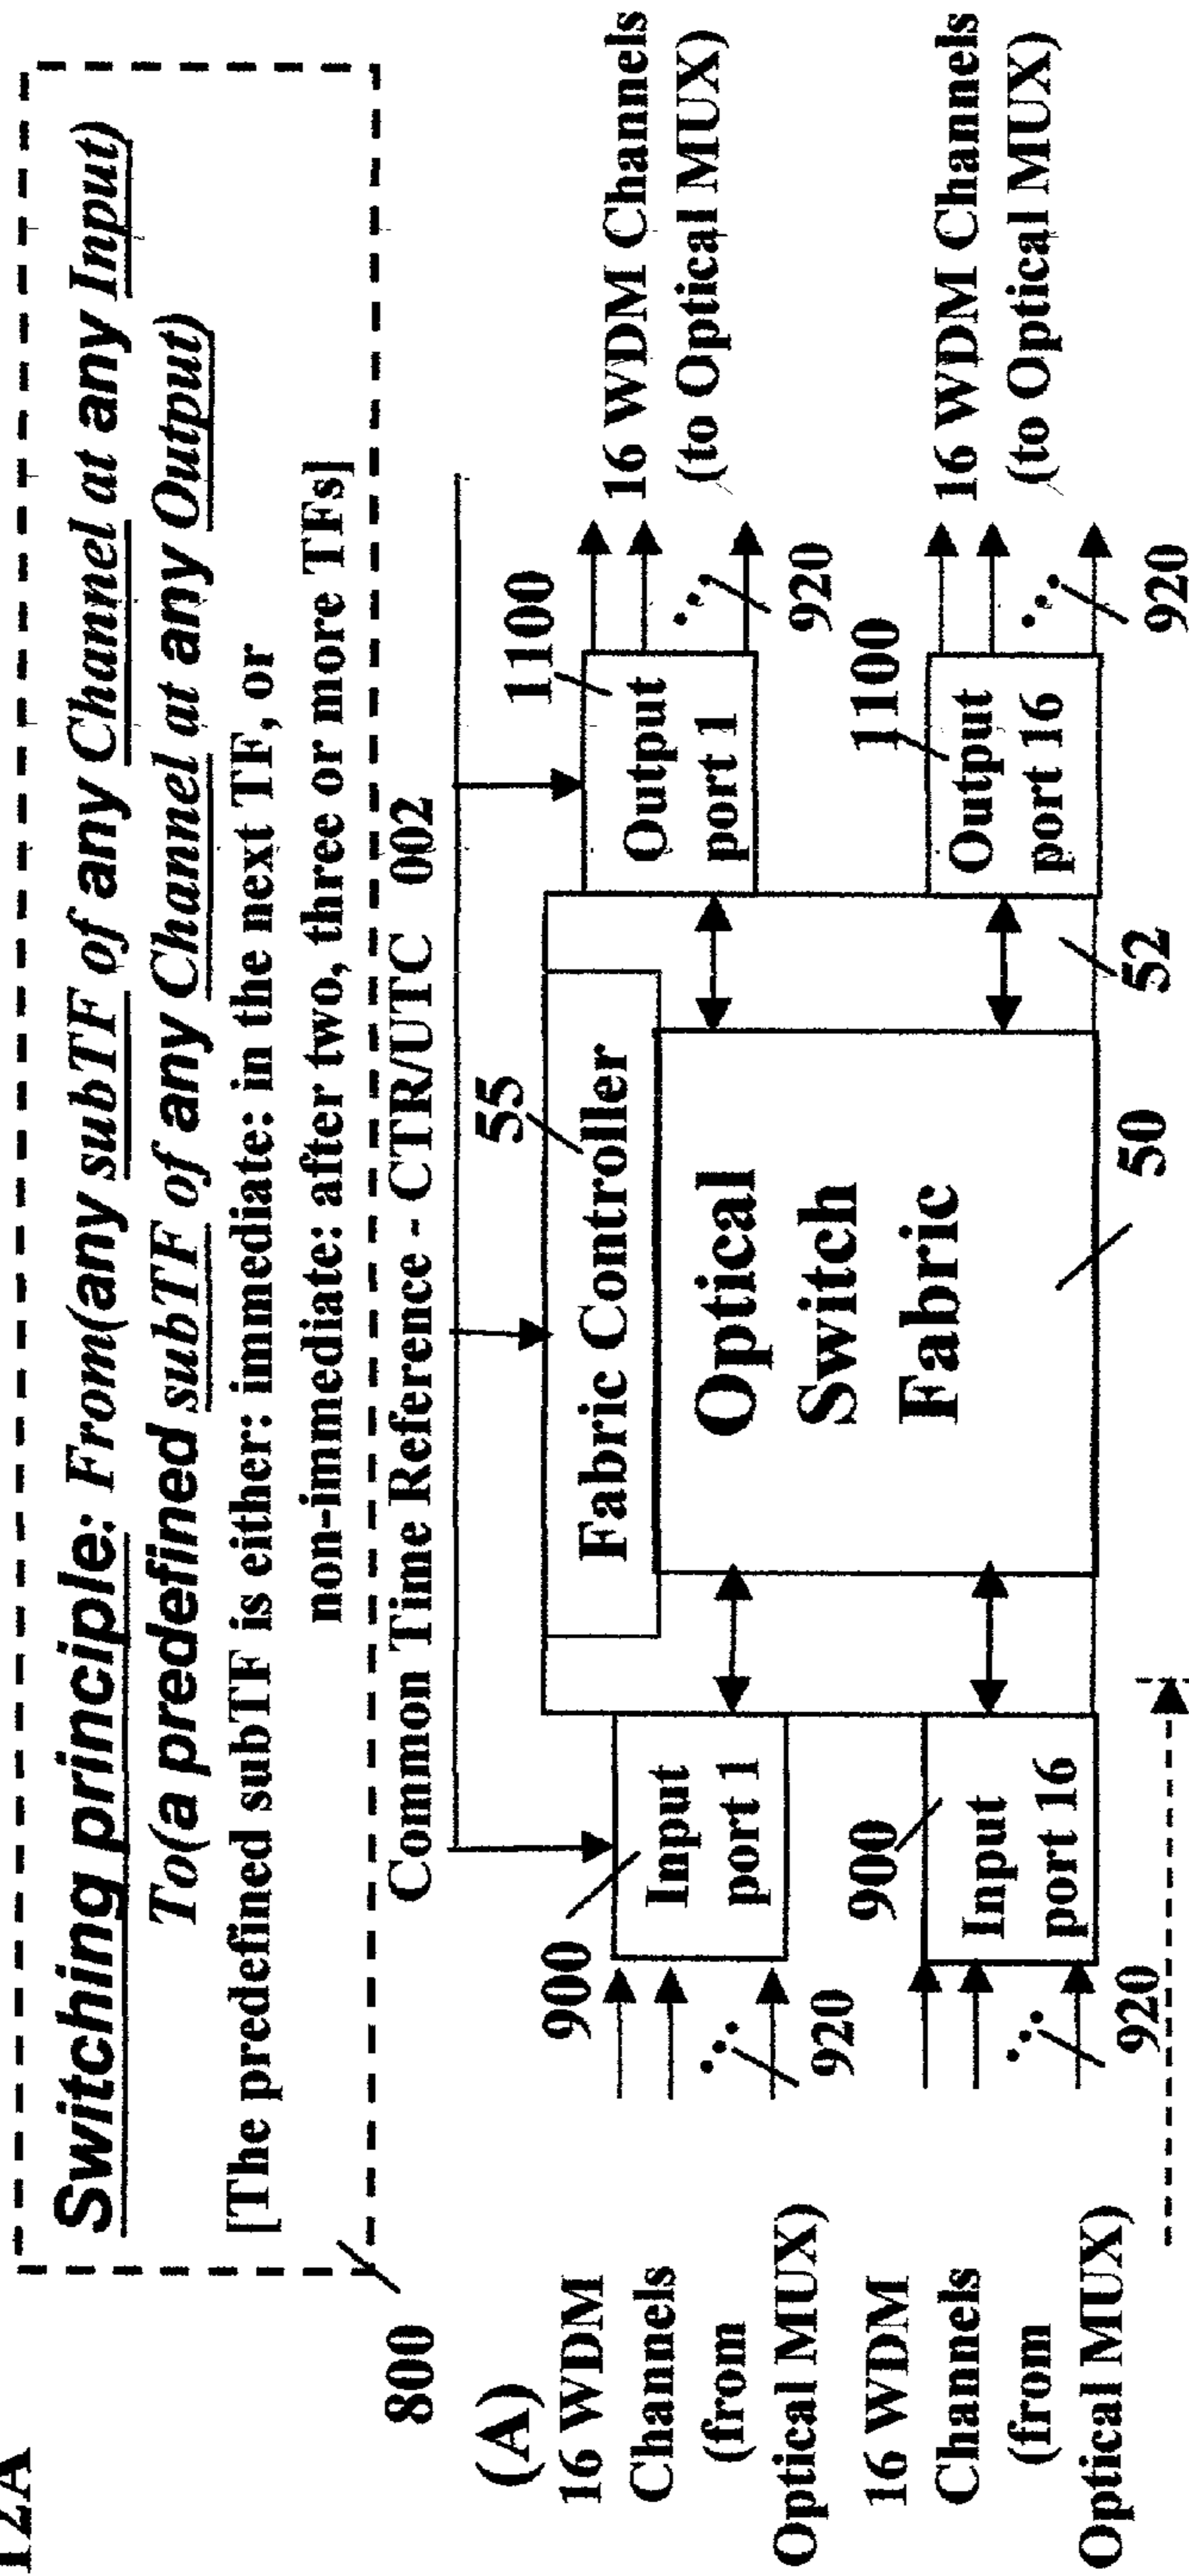 12A
Switching principle: From(any subTF of any Channel at any Input)
To(a predefined subTF of any Channel at any Output)
[The predefined subTF is either: immediate: in the next TF, or
non-immediate: after two, three or more TFs]
800
Common Time Reference - CTR/UTC 002
(A)
16 WDM
Channels
(from
Optical MUX)
16 WDM
Channels
(from
Optical MUX)
900
Input
port 1
920
900
Input
port 16
920
55
Fabric Controller
Optical
Switch
Fabric
50
52
1100
Output
port 1
920
1100
Output
port 16
920
16 WDM Channels
(to Optical MUX)
16 WDM Channels
(to Optical MUX)